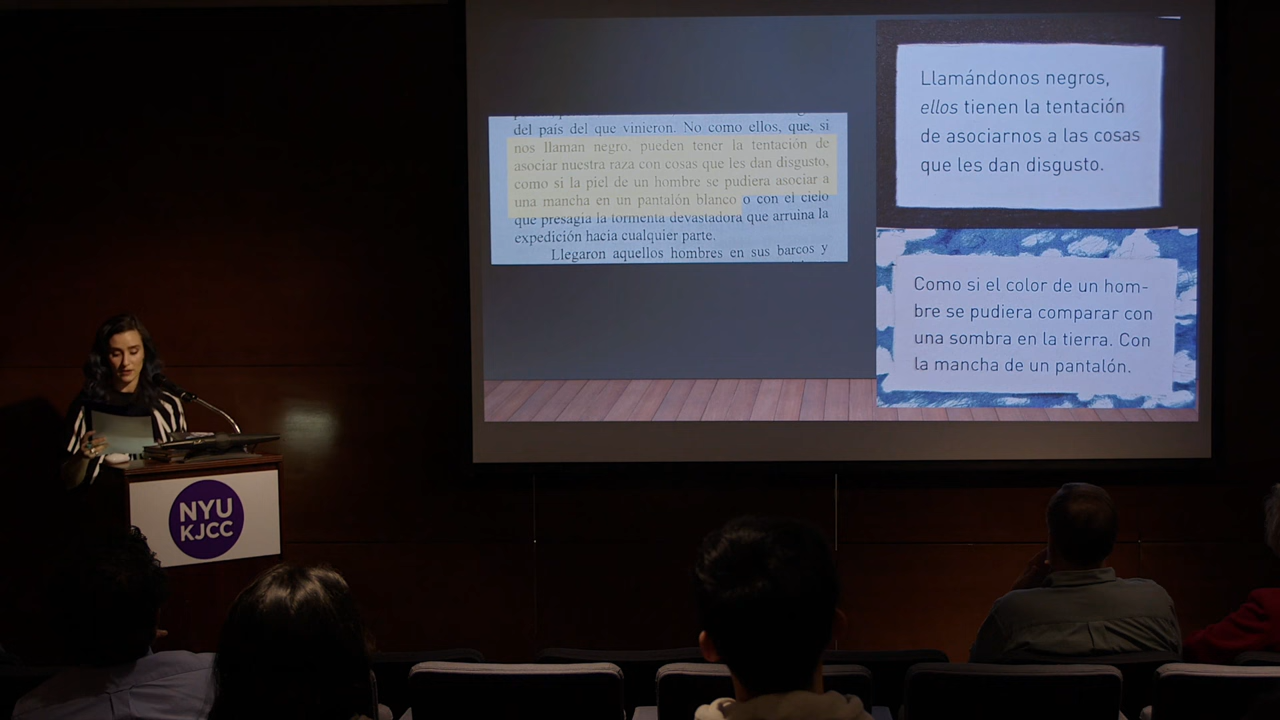 del país del que vinieron. No como ellos, que, si
nos llaman negro, pueden tener la tentación de
asociar nuestra raza con cosas que les dan disgusto,
como si la piel de un hombre se pudiera asociar a
una mancha en un pantalón blanco o con el cielo
que presagia la tormenta devastadora que arruina la
expedición hacia cualquier parte.
Llegaron aquellos hombres en sus barcos y
Llamándonos negros,
ellos tienen la tentación
de asociarnos a las cosas
que les dan disgusto.
Como si el color de un hom-
bre se pudiera comparar con
una sombra en la tierra. Con
la mancha de un pantalón.
NYU
KJCC